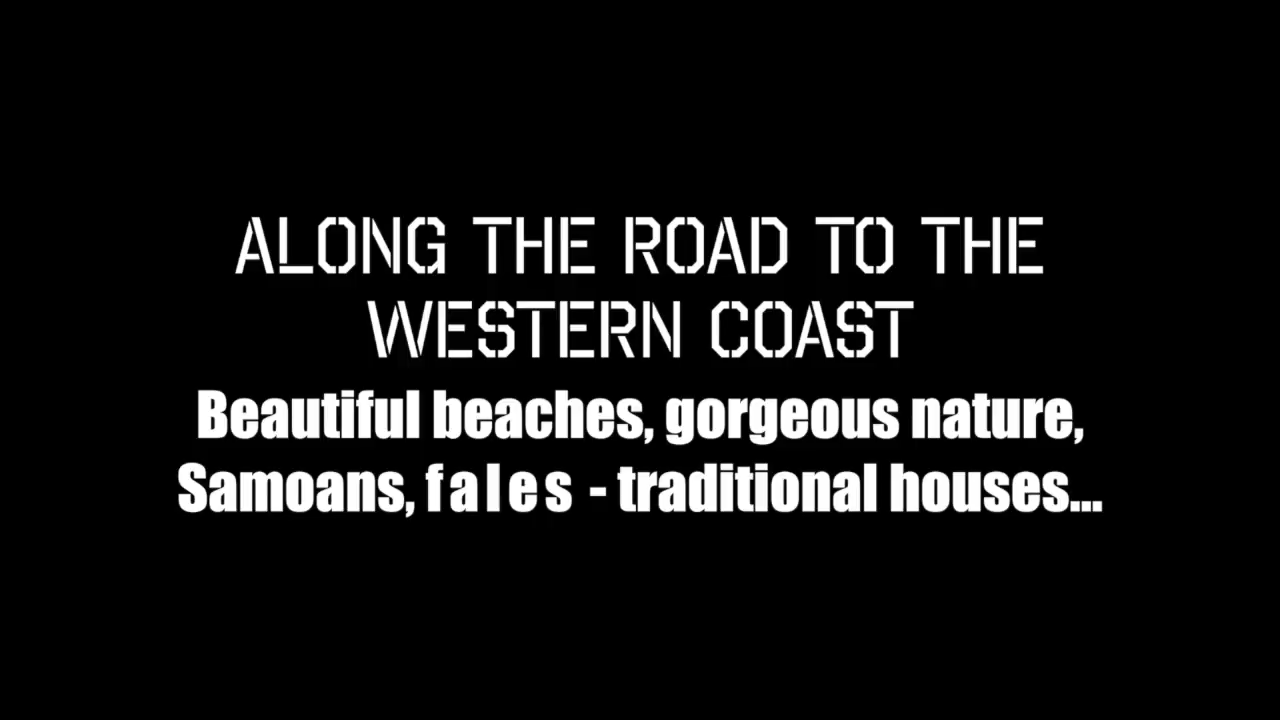 ALONG THE ROAD TO THE
WESTERN COAST
Beautiful beaches, gorgeous nature,
Samoans, f a l e s - traditional houses...